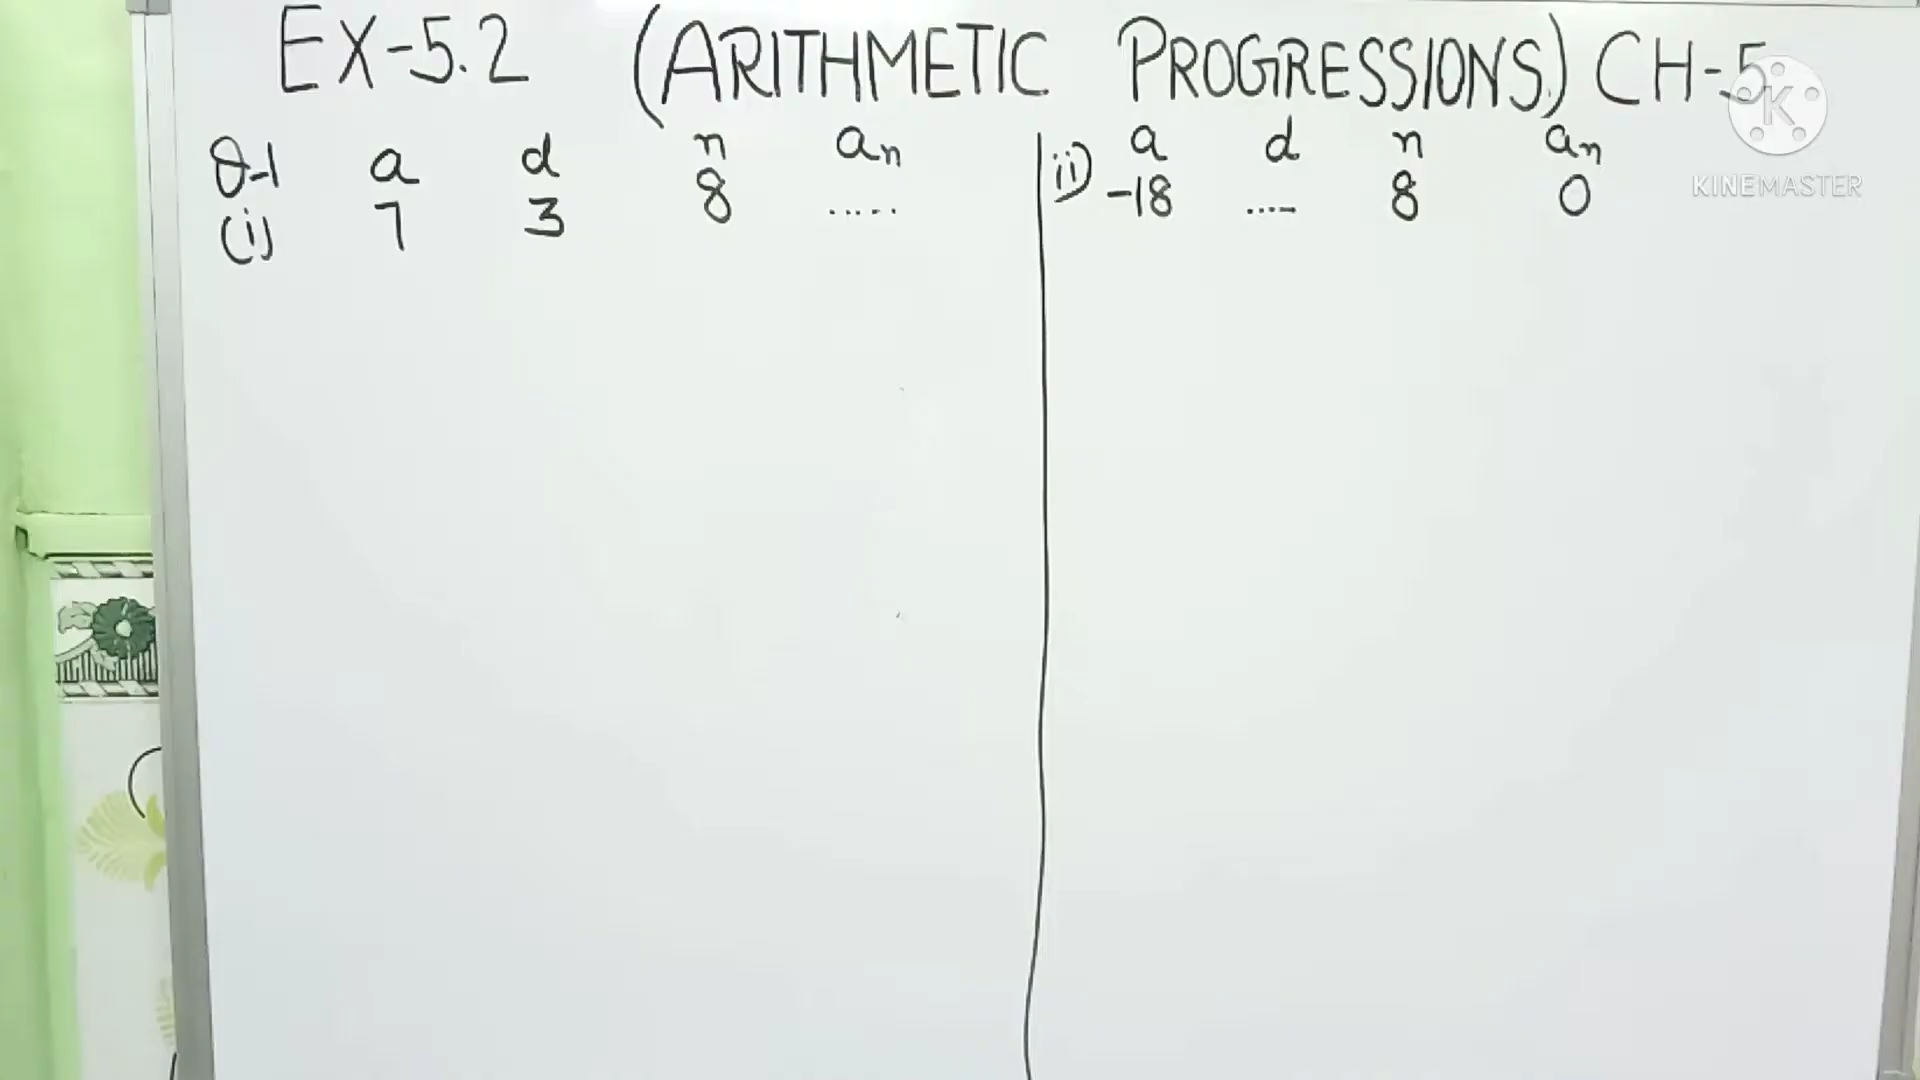 EX-5.2 (ARITHMETIC PROGRESSIONS) CH-5
Q-1 a d n an
(i) 7 3 8 .....
ii) a d n an
-18 .... 8 0
K
KINEMASTER